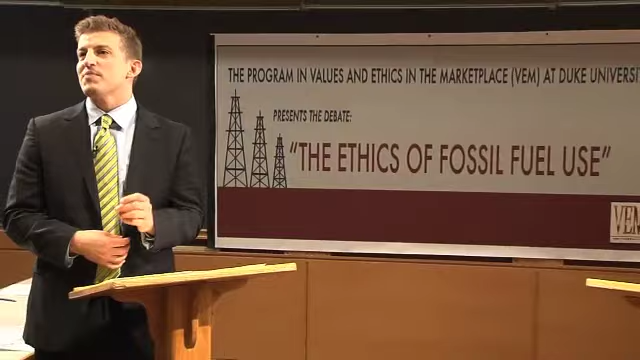 THE PROGRAM IN VALUES AND ETHICS IN THE MARKETPLACE (VEM) AT DUKE UNIVERSIT
PRESENTS THE DEBATE:
"THE ETHICS OF FOSSIL FUEL USE"
VEM